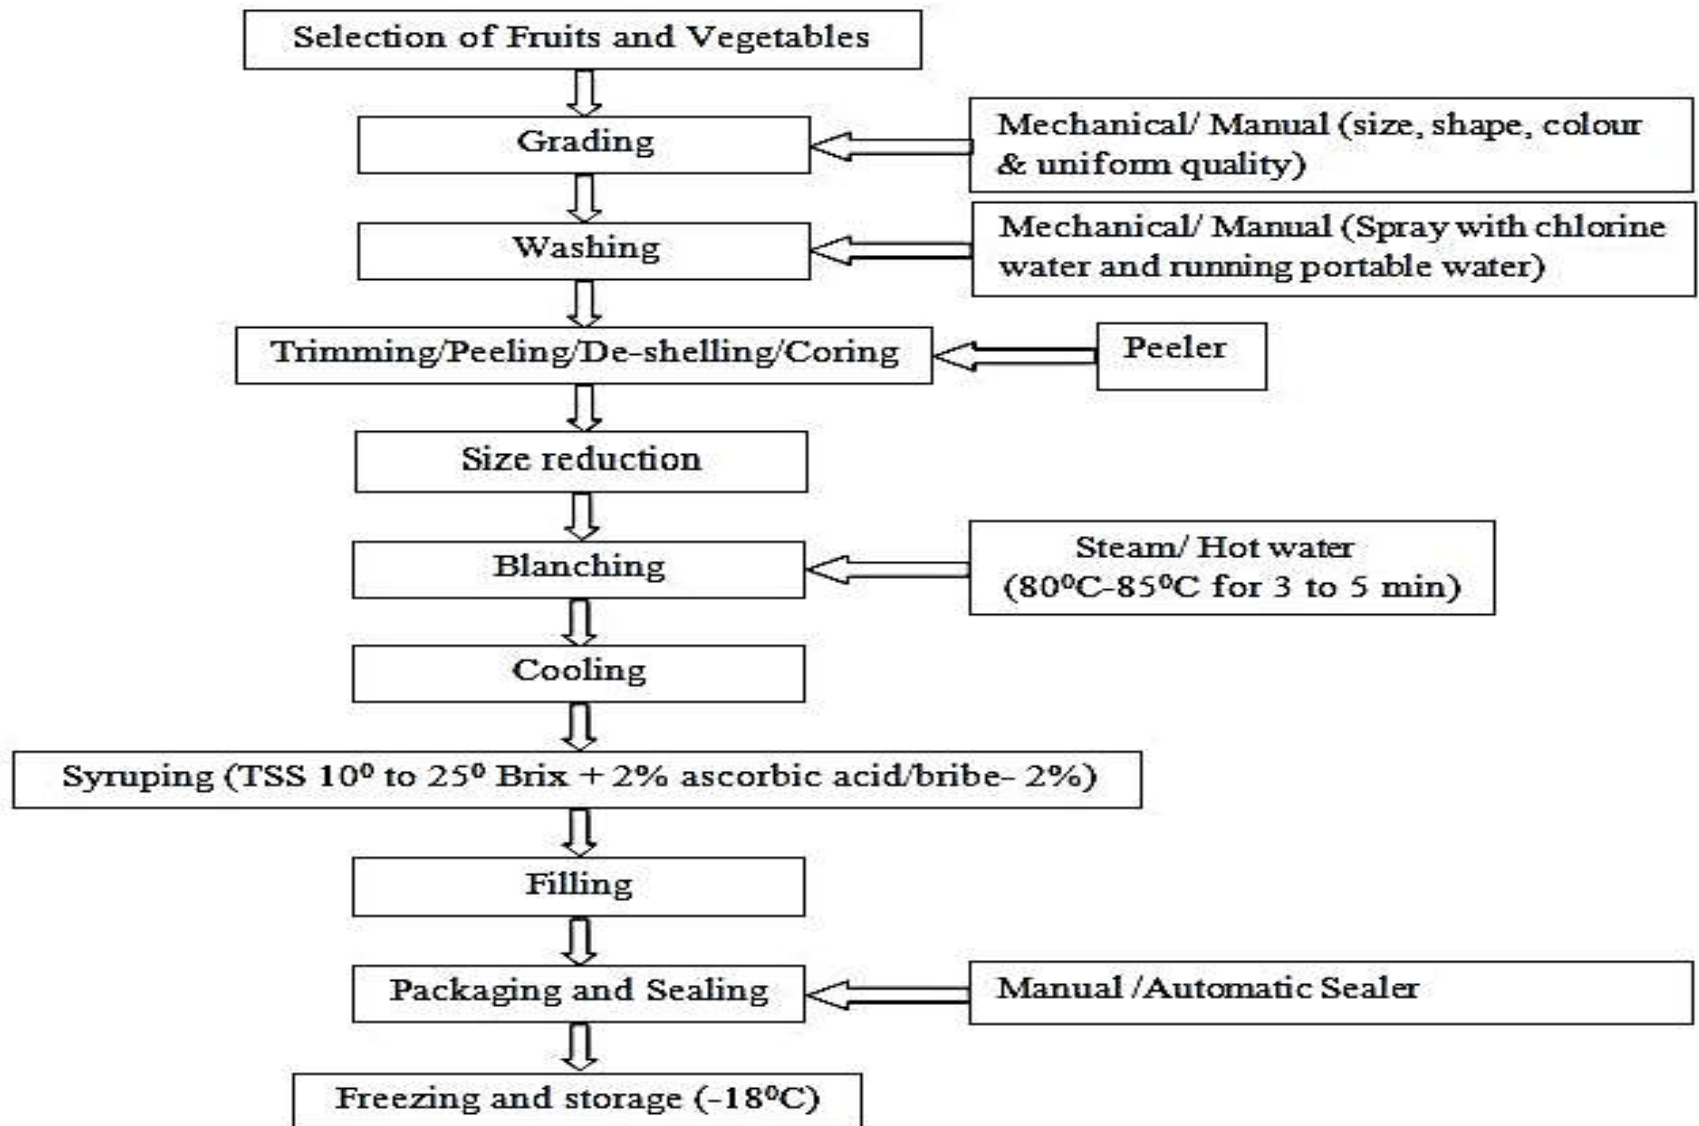 Selection of Fruits and Vegetables
Grading
Mechanical/ Manual (size, shape, colour
& uniform quality)
Washing
Mechanical/ Manual (Spray with chlorine
water and running portable water)
Trimming/Peeling/De-shelling/Coring
Peeler
Size reduction
Blanching
Steam/ Hot water
(80⁰C-85⁰C for 3 to 5 min)
Cooling
Syruping (TSS 10⁰ to 25⁰ Brix + 2% ascorbic acid/bribe- 2%)
Filling
Packaging and Sealing
Manual /Automatic Sealer
Freezing and storage (-18⁰C)